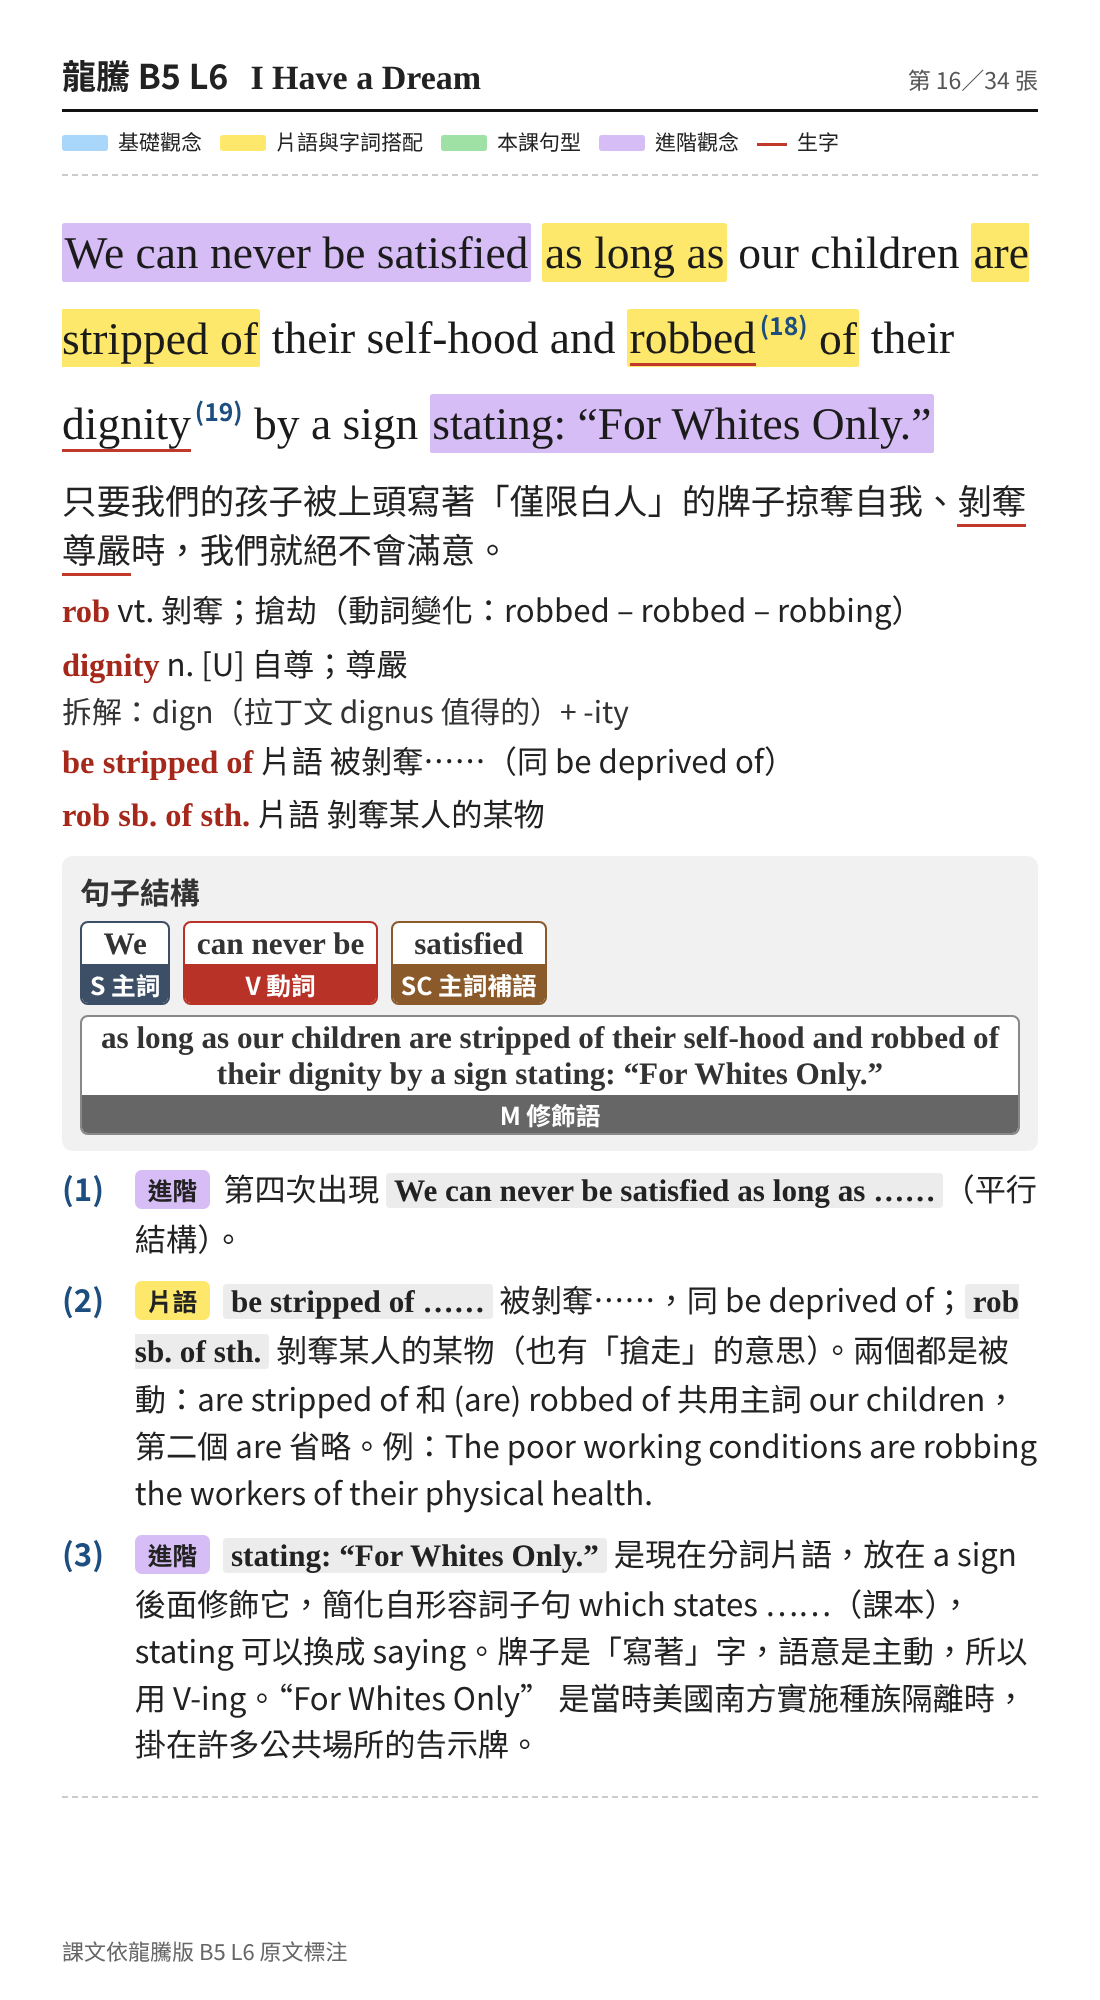 龍騰 B5 L6 I Have a Dream
第 16／34 張
基礎觀念 片語與字詞搭配 本課句型 進階觀念 生字
We can never be satisfied as long as our children are
stripped of their self-hood and robbed(18) of their
dignity(19) by a sign stating: “For Whites Only.”
只要我們的孩子被上頭寫著「僅限白人」的牌子掠奪自我、剝奪
尊嚴時，我們就絕不會滿意。
rob vt. 剝奪；搶劫（動詞變化：robbed – robbed – robbing）
dignity n. [U] 自尊；尊嚴
拆解：dign（拉丁文 dignus 值得的）+ -ity
be stripped of 片語 被剝奪……（同 be deprived of）
rob sb. of sth. 片語 剝奪某人的某物
句子結構
We can never be satisfied
S 主詞 V 動詞 SC 主詞補語
as long as our children are stripped of their self-hood and robbed of
their dignity by a sign stating: “For Whites Only.”
M 修飾語
(1) 進階 第四次出現 We can never be satisfied as long as ……（平行
結構）。
(2) 片語 be stripped of …… 被剝奪……，同 be deprived of；rob
sb. of sth. 剝奪某人的某物（也有「搶走」的意思）。兩個都是被
動：are stripped of 和 (are) robbed of 共用主詞 our children，
第二個 are 省略。例：The poor working conditions are robbing
the workers of their physical health.
(3) 進階 stating: “For Whites Only.” 是現在分詞片語，放在 a sign
後面修飾它，簡化自形容詞子句 which states ……（課本），
stating 可以換成 saying。牌子是「寫著」字，語意是主動，所以
用 V-ing。“For Whites Only” 是當時美國南方實施種族隔離時，
掛在許多公共場所的告示牌。
課文依龍騰版 B5 L6 原文標注